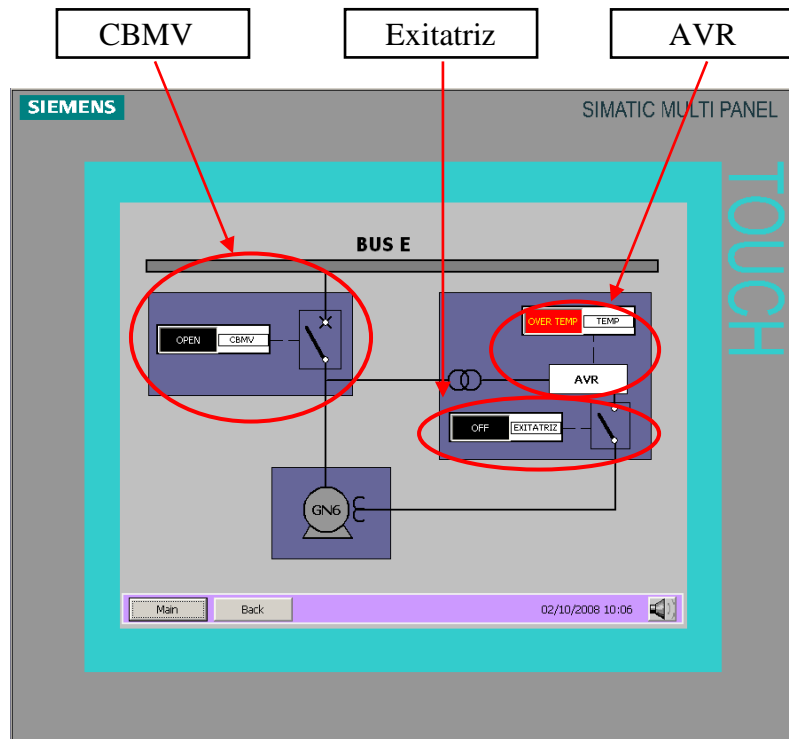 CBMV Exitatriz AVR
SIEMENS
SIMATIC MULTI PANEL
TOUCH
BUS E
OVER TEMP TEMP
OPEN CBMV
AVR
OFF EXITATRIZ
GN6
Main Back 02/10/2008 10:06